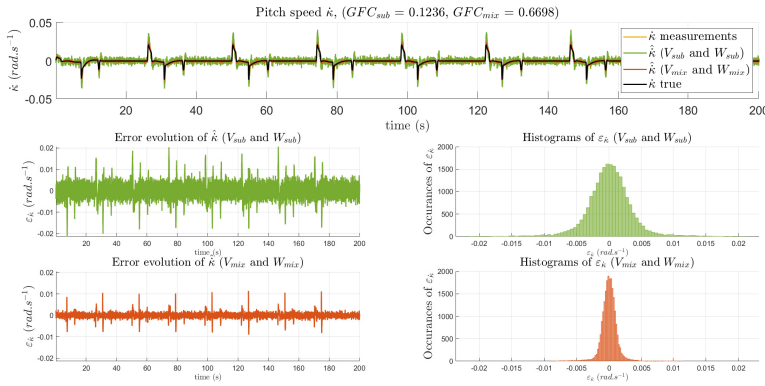 Pitch speed κ̇, (GFC_sub = 0.1236, GFC_mix = 0.6698)
0.05
0
-0.05
κ̇ (rad.s⁻¹)
κ̇ measurements
κ̇̂ (V_sub and W_sub)
κ̇̂ (V_mix and W_mix)
κ̇ true
20 40 60 80 100 120 140 160 180 200
time (s)
Error evolution of κ̇̂ (V_sub and W_sub)
0.02
0.01
0
-0.01
-0.02
ε_κ̇ (rad.s⁻¹)
20 40 60 80 100 120 140 160 180 200
time (s)
Histograms of ε_κ̇ (V_sub and W_sub)
2000
1500
1000
500
0
Occurances of ε_κ̇
-0.02 -0.015 -0.01 -0.005 0 0.005 0.01 0.015 0.02
ε_κ̇ (rad.s⁻¹)
Error evolution of κ̇̂ (V_mix and W_mix)
0.02
0.01
0
-0.01
-0.02
ε_κ̇ (rad.s⁻¹)
20 40 60 80 100 120 140 160 180 200
time (s)
Histograms of ε_κ̇ (V_mix and W_mix)
2000
1500
1000
500
0
Occurances of ε_κ̇
-0.02 -0.015 -0.01 -0.005 0 0.005 0.01 0.015 0.02
ε_κ̇ (rad.s⁻¹)